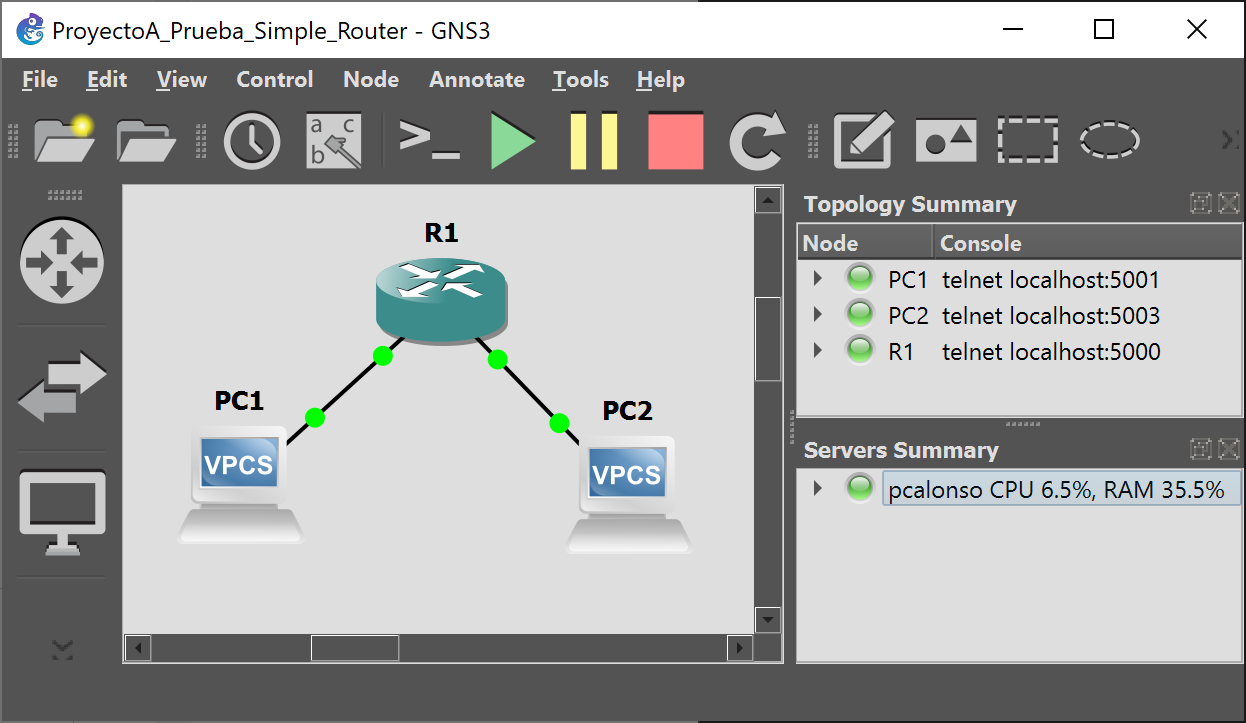 ProyectoA_Prueba_Simple_Router - GNS3
File Edit View Control Node Annotate Tools Help
a c
b
>_
R1
PC1
VPCS
PC2
VPCS
Topology Summary
Node Console
PC1 telnet localhost:5001
PC2 telnet localhost:5003
R1 telnet localhost:5000
Servers Summary
pcalonso CPU 6.5%, RAM 35.5%